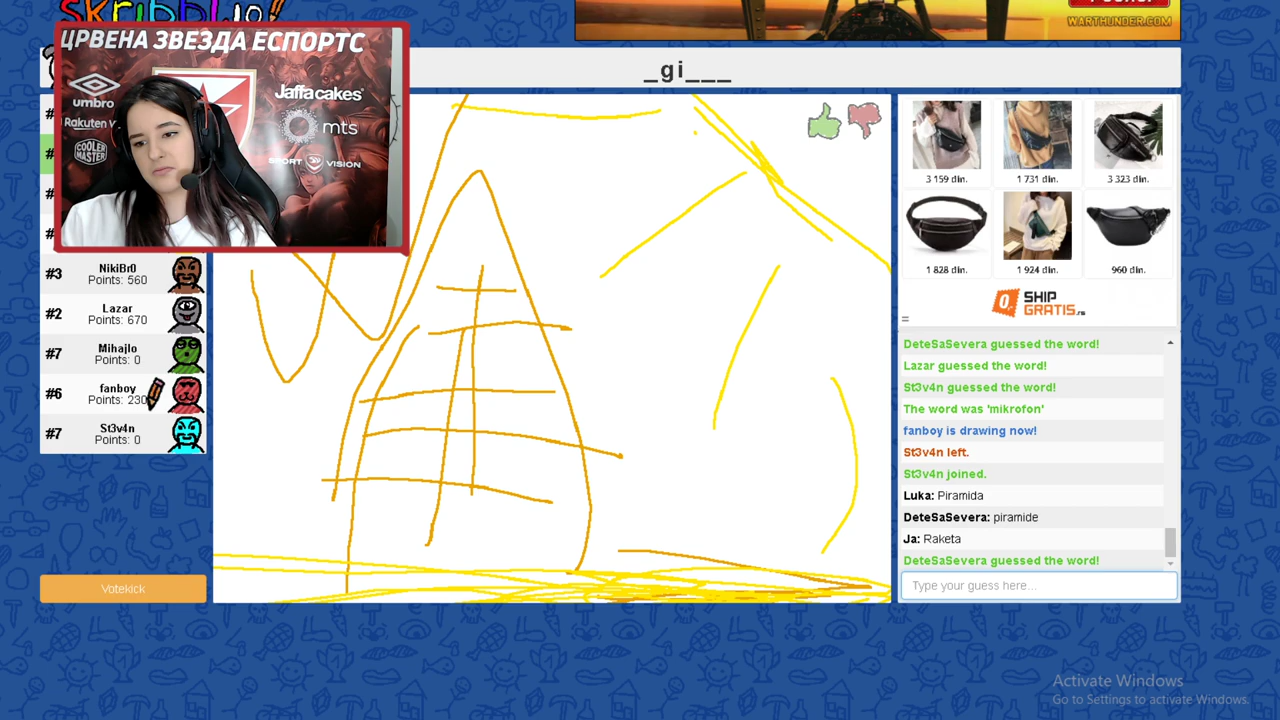 skribbl.io!
WARTHUNDER.COM
ЦРВЕНА ЗВЕЗДА ЕСПОРТС
umbro
Jaffa cakes
Rakuten V
mts
COOLER MASTER
SPORT VISION
_gi___
#
#
#
#
#3 NikiBr0
Points: 560
#2 Lazar
Points: 670
#7 Mihajlo
Points: 0
#6 fanboy
Points: 230
#7 St3v4n
Points: 0
Votekick
3 159 din. 1 731 din. 3 323 din.
1 828 din. 1 924 din. 960 din.
SHIP
GRATIS.rs
DeteSaSevera guessed the word!
Lazar guessed the word!
St3v4n guessed the word!
The word was 'mikrofon'
fanboy is drawing now!
St3v4n left.
St3v4n joined.
Luka: Piramida
DeteSaSevera: piramide
Ja: Raketa
DeteSaSevera guessed the word!
Type your guess here...
Activate Windows
Go to Settings to activate Windows.